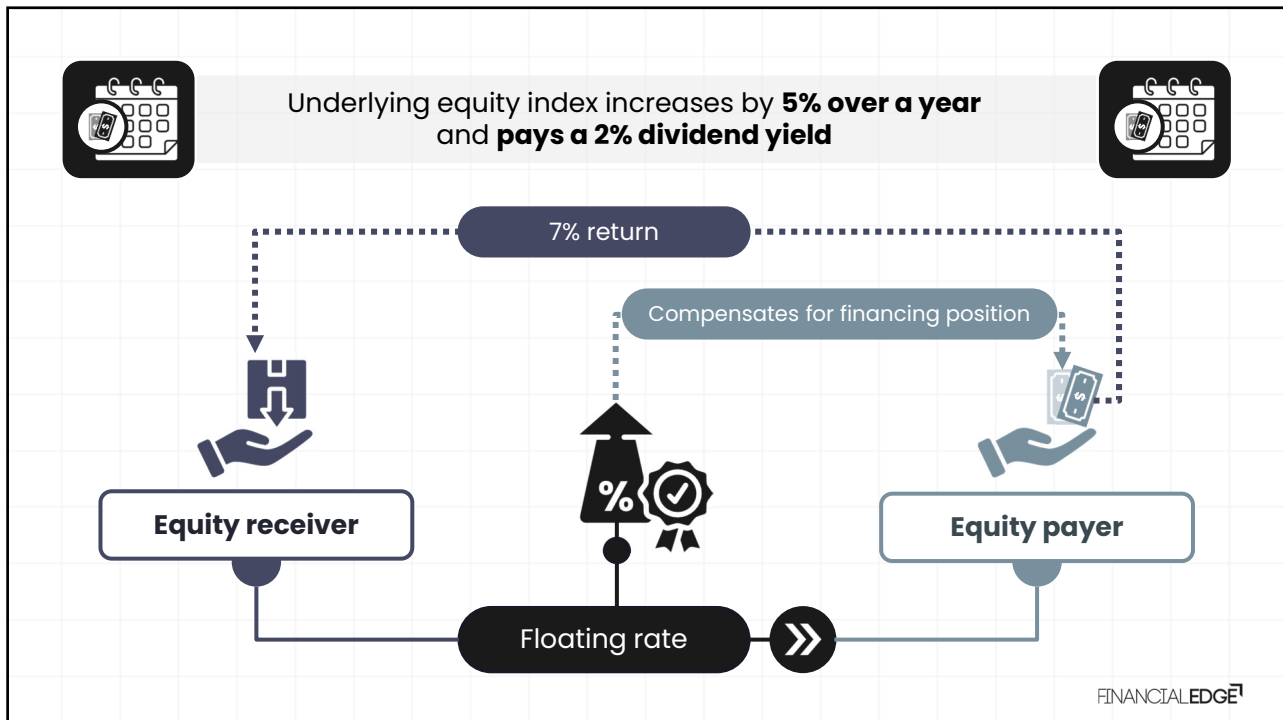 Underlying equity index increases by 5% over a year
and pays a 2% dividend yield
7% return
Compensates for financing position
%
Equity receiver
Equity payer
Floating rate
FINANCIALEDGE